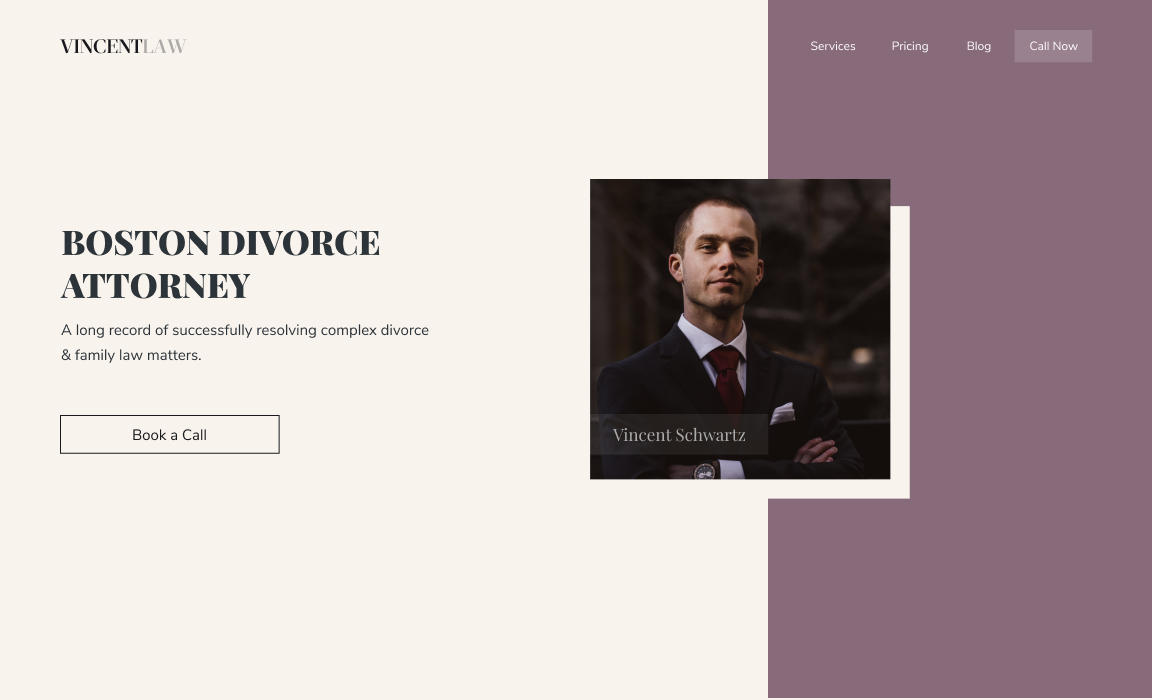 VINCENTLAW
Services
Pricing
Blog
Call Now
BOSTON DIVORCE
ATTORNEY
A long record of successfully resolving complex divorce
& family law matters.
Book a Call
Vincent Schwartz